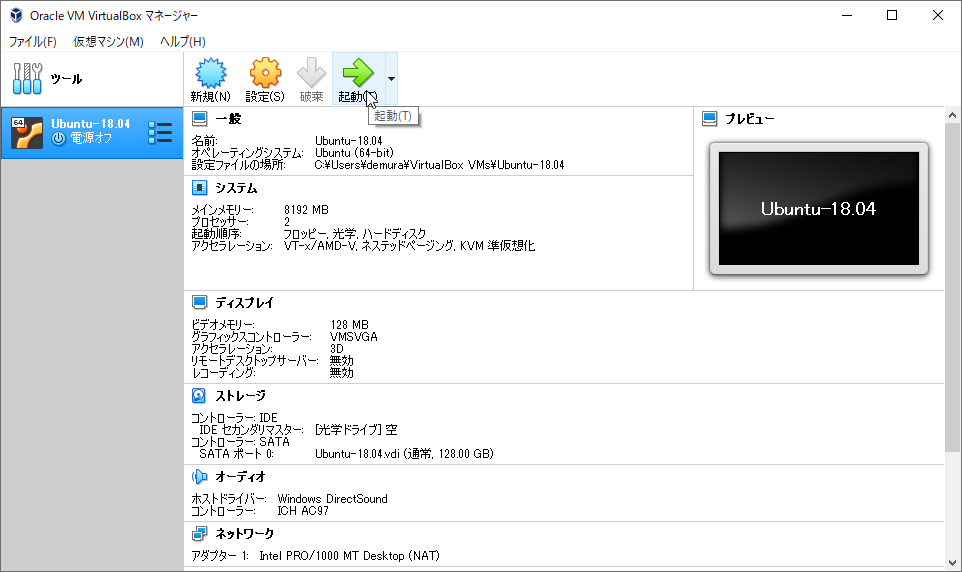 Oracle VM VirtualBox マネージャー
ファイル(F) 仮想マシン(M) ヘルプ(H)
ツール
新規(N) 設定(S) 破棄 起動(T)
起動(T)
64
Ubuntu-18.04
電源オフ
一般
名前: Ubuntu-18.04
オペレーティングシステム: Ubuntu (64-bit)
設定ファイルの場所: C:¥Users¥demura¥VirtualBox VMs¥Ubuntu-18.04
システム
メインメモリー: 8192 MB
プロセッサー: 2
起動順序: フロッピー, 光学, ハードディスク
アクセラレーション: VT-x/AMD-V, ネステッドページング, KVM 準仮想化
プレビュー
Ubuntu-18.04
ディスプレイ
ビデオメモリー: 128 MB
グラフィックスコントローラー: VMSVGA
アクセラレーション: 3D
リモートデスクトップサーバー: 無効
レコーディング: 無効
ストレージ
コントローラー: IDE
IDE セカンダリマスター: [光学ドライブ] 空
コントローラー: SATA
SATA ポート 0: Ubuntu-18.04.vdi (通常, 128.00 GB)
オーディオ
ホストドライバー: Windows DirectSound
コントローラー: ICH AC97
ネットワーク
アダプター 1: Intel PRO/1000 MT Desktop (NAT)